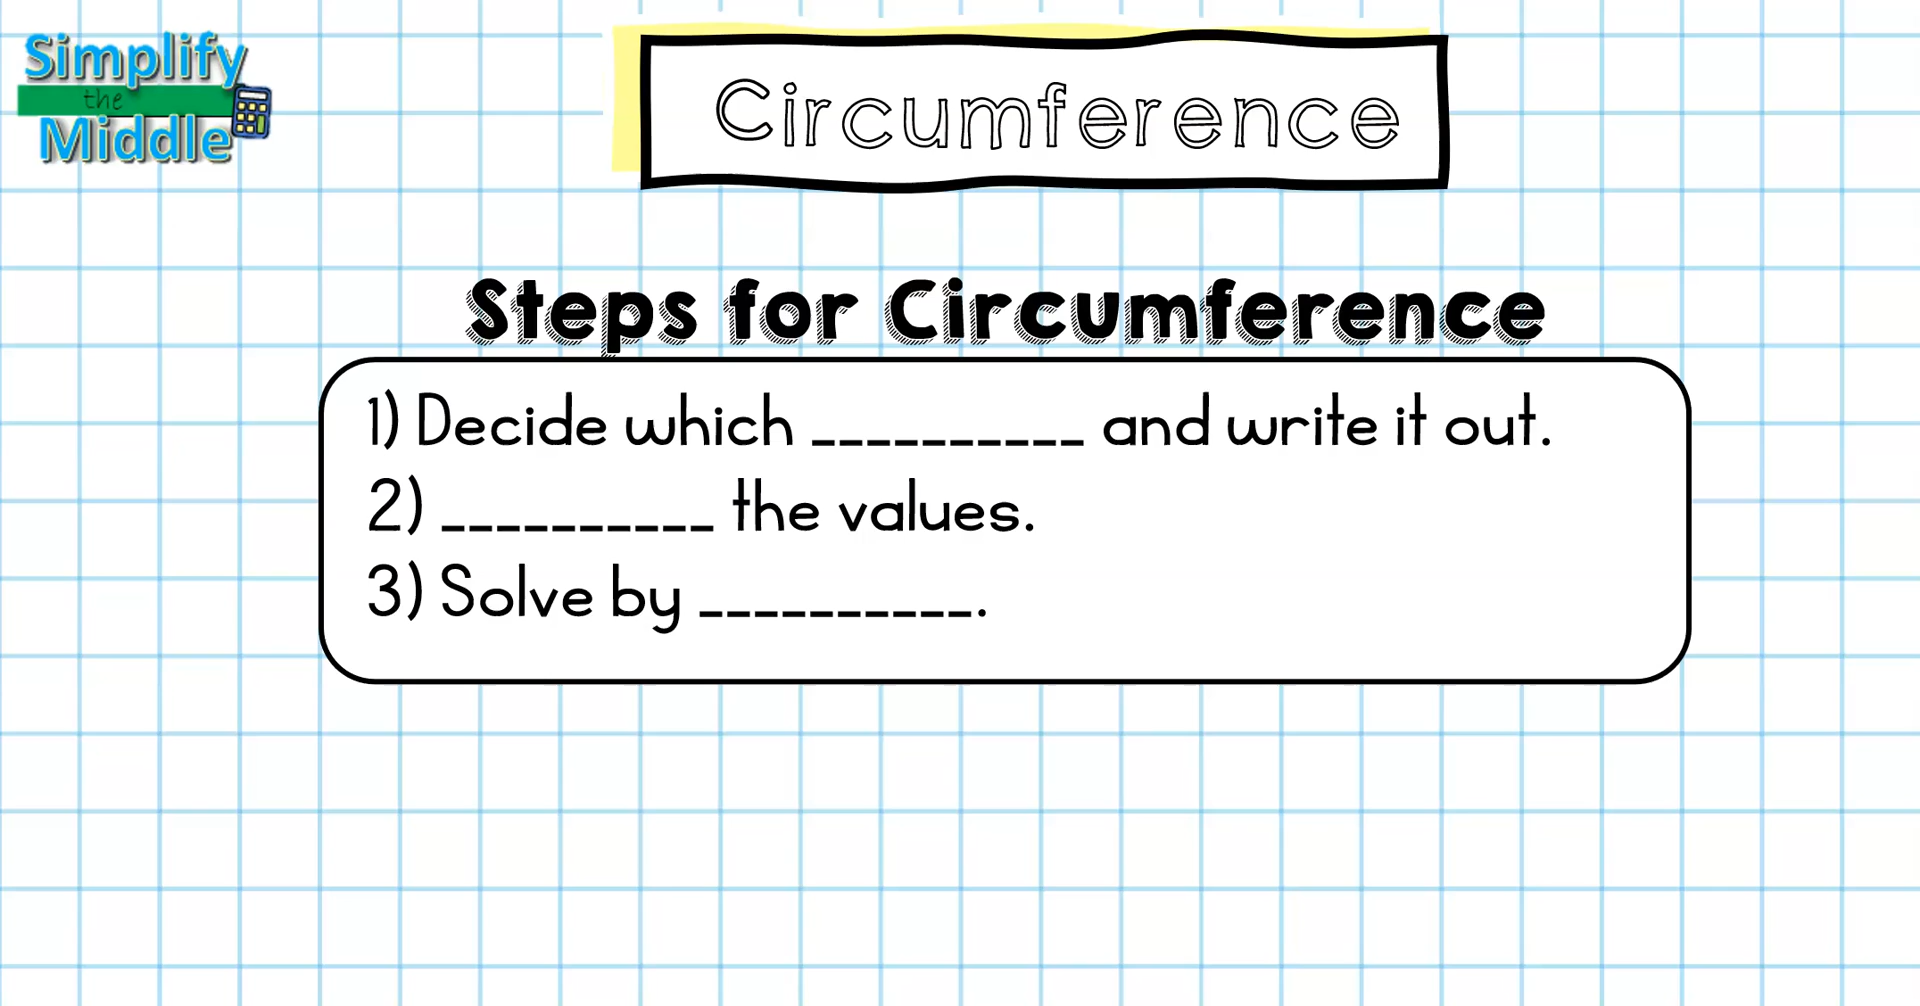 Simplify
the
Middle
Circumference
Steps for Circumference
1) Decide which __________ and write it out.
2) __________ the values.
3) Solve by __________.